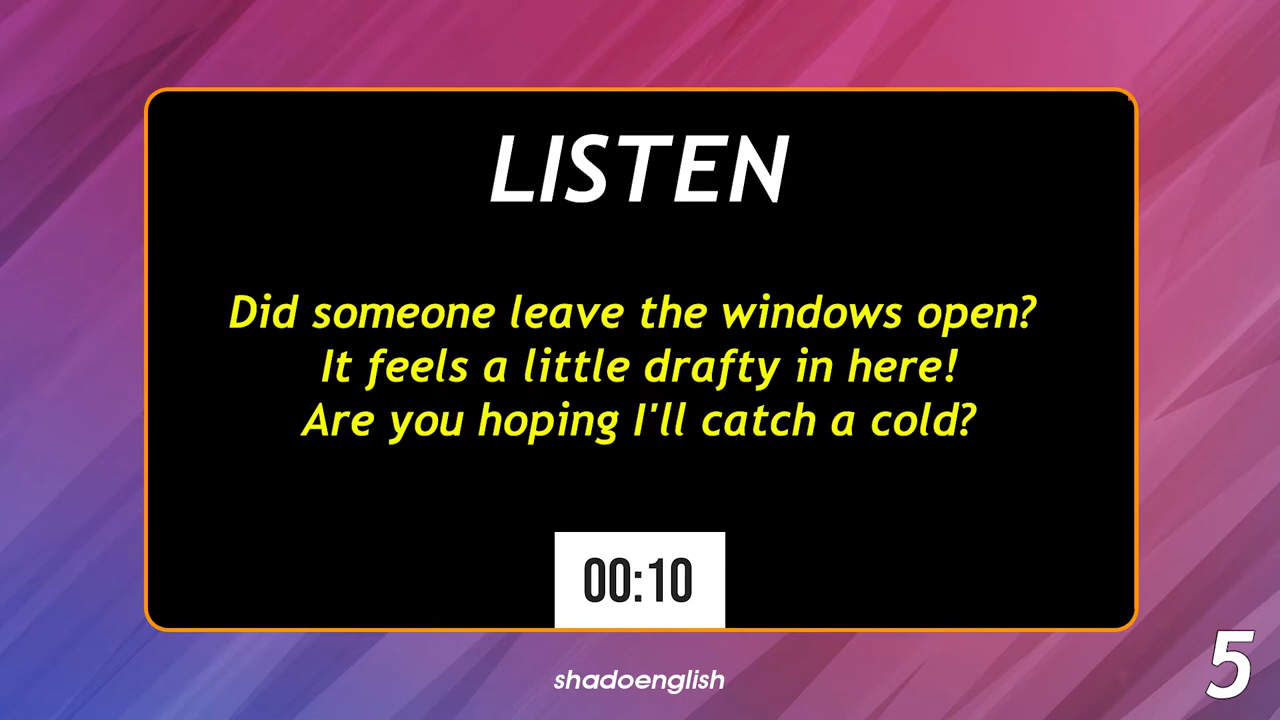 LISTEN
Did someone leave the windows open?
It feels a little drafty in here!
Are you hoping I'll catch a cold?
00:10
shadoenglish
5